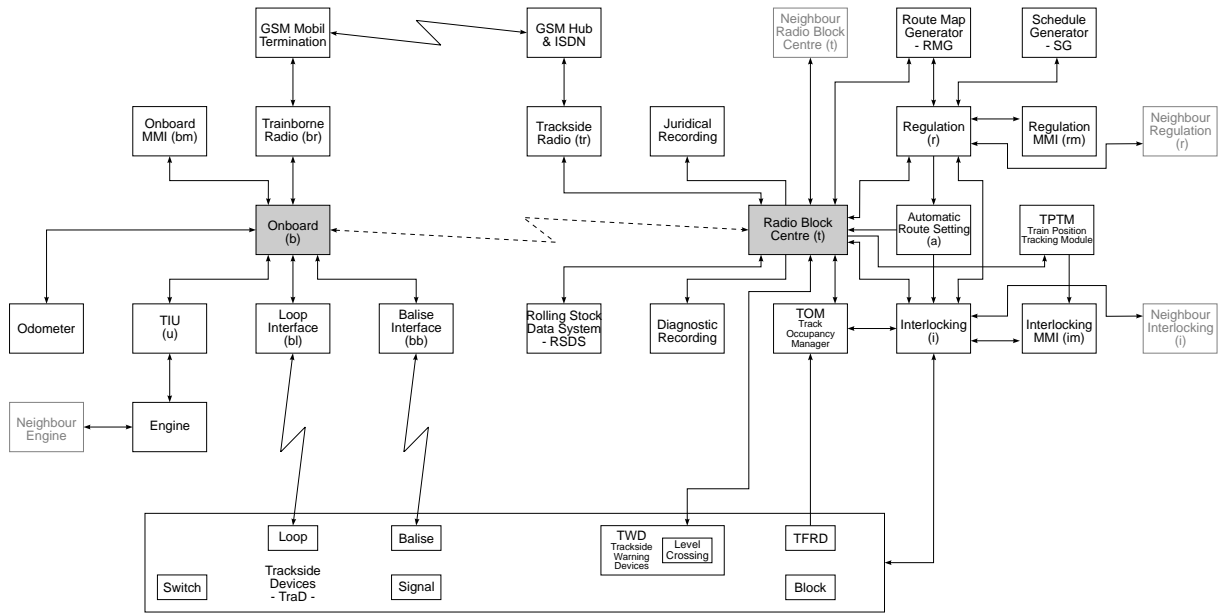 GSM Mobil
Termination
GSM Hub
& ISDN
Neighbour
Radio Block
Centre (t)
Route Map
Generator
- RMG
Schedule
Generator
- SG
Onboard
MMI (bm)
Trainborne
Radio (br)
Trackside
Radio (tr)
Juridical
Recording
Regulation
(r)
Regulation
MMI (rm)
Neighbour
Regulation
(r)
Onboard
(b)
Radio Block
Centre (t)
Automatic
Route Setting
(a)
TPTM
Train Position
Tracking Module
Odometer
TIU
(u)
Loop
Interface
(bl)
Balise
Interface
(bb)
Rolling Stock
Data System
- RSDS
Diagnostic
Recording
TOM
Track
Occupancy
Manager
Interlocking
(i)
Interlocking
MMI (im)
Neighbour
Interlocking
(i)
Neighbour
Engine
Engine
Loop
Balise
TWD
Trackside
Warning
Devices
Level
Crossing
TFRD
Switch
Trackside
Devices
- TraD -
Signal
Block